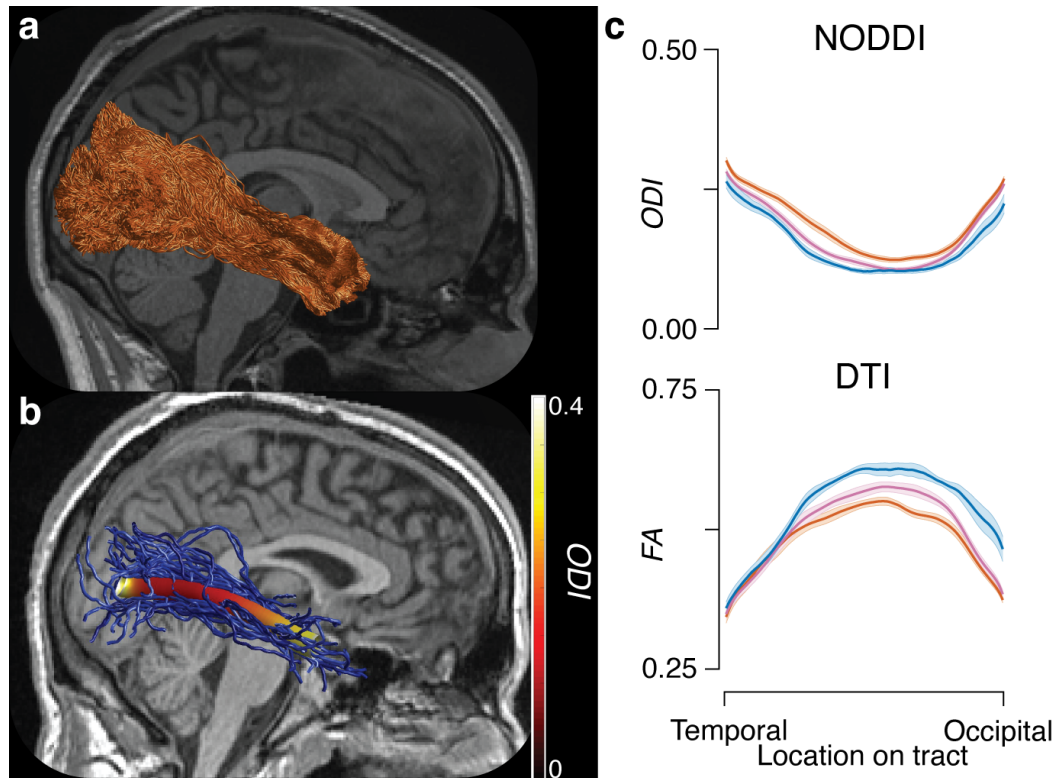 a
b
0.4
ODI
0
c
NODDI
0.50
ODI
0.00
DTI
0.75
FA
0.25
Temporal
Occipital
Location on tract